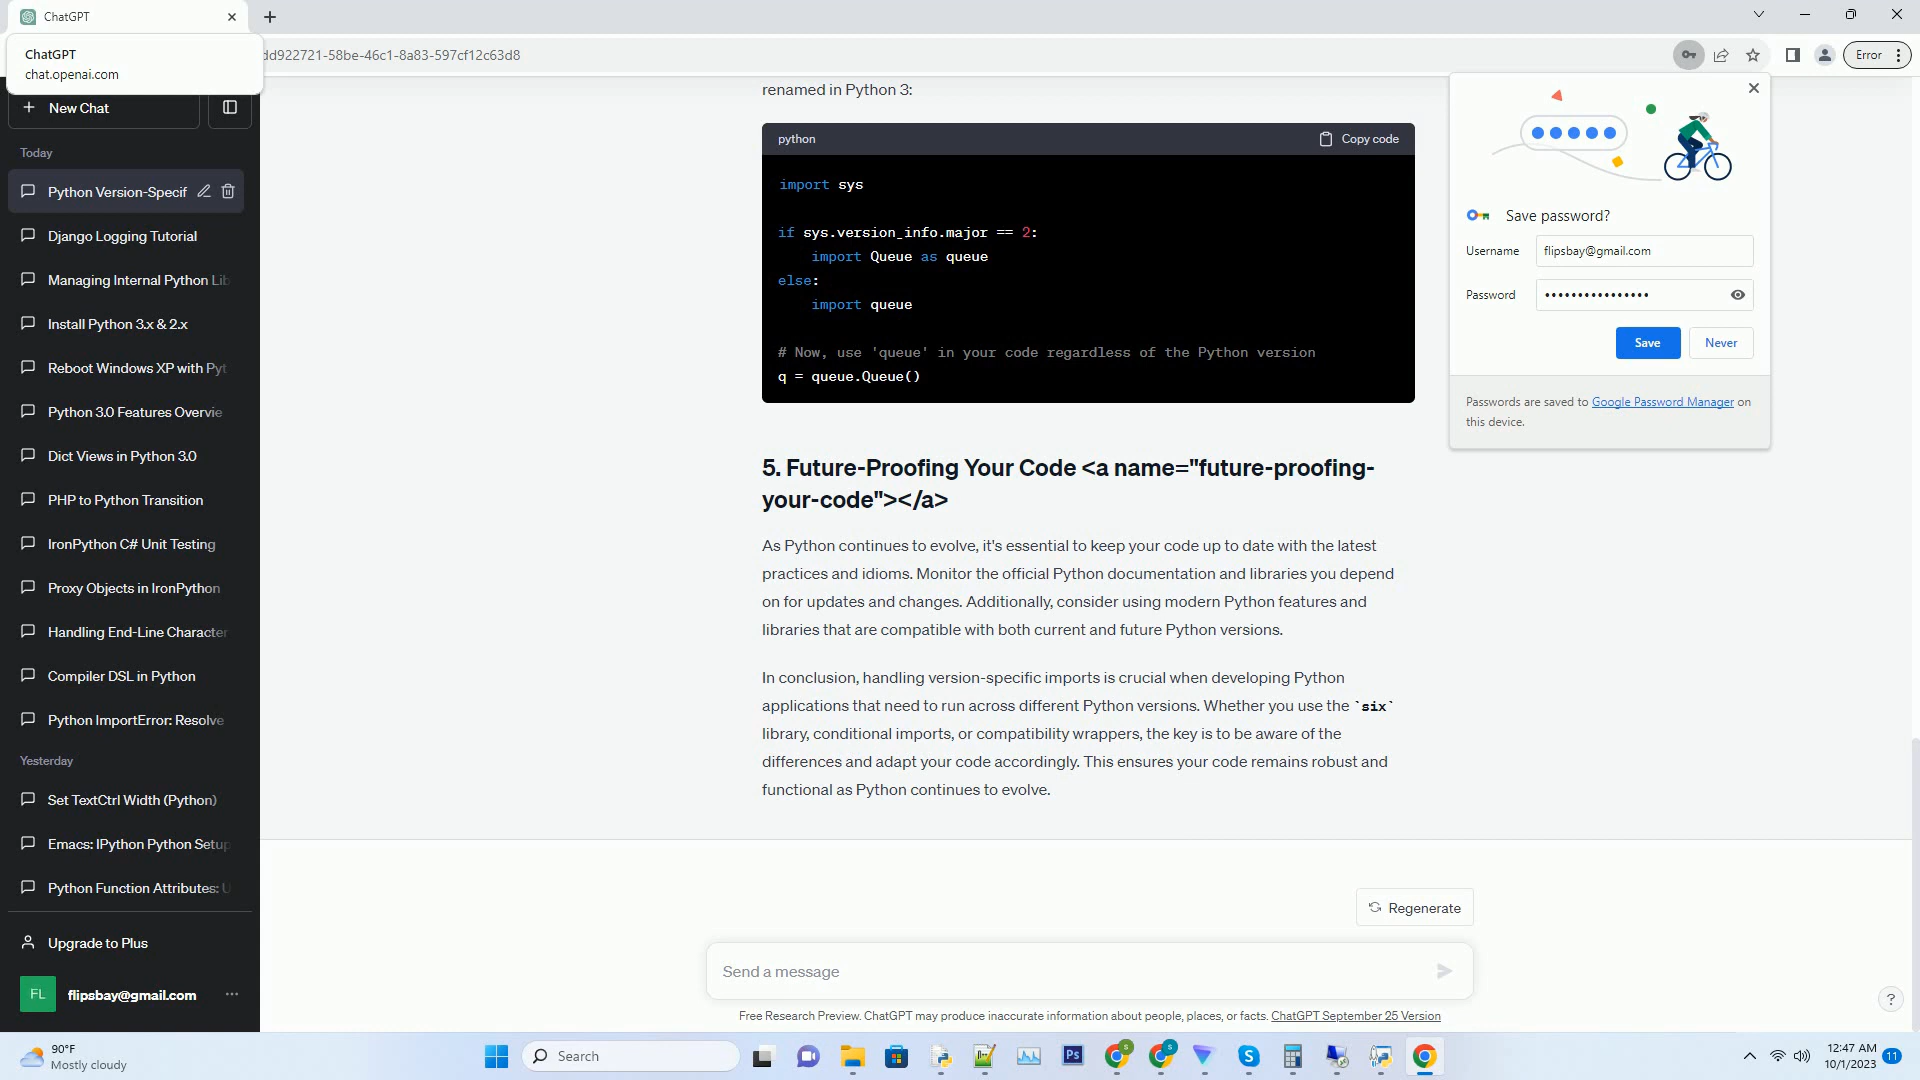 ChatGPT
ChatGPT
chat.openai.com
dd922721-58be-46c1-8a83-597cf12c63d8
Error
New Chat
Today
Python Version-Specif
Django Logging Tutorial
Managing Internal Python Lib
Install Python 3.x & 2.x
Reboot Windows XP with Pyt
Python 3.0 Features Overvie
Dict Views in Python 3.0
PHP to Python Transition
IronPython C# Unit Testing
Proxy Objects in IronPython
Handling End-Line Character
Compiler DSL in Python
Python ImportError: Resolve
Yesterday
Set TextCtrl Width (Python)
Emacs: IPython Python Setup
Python Function Attributes: U
Upgrade to Plus
FL
flipsbay@gmail.com
renamed in Python 3:
python
Copy code
import sys
if sys.version_info.major == 2:
    import Queue as queue
else:
    import queue
# Now, use 'queue' in your code regardless of the Python version
q = queue.Queue()
5. Future-Proofing Your Code <a name="future-proofing-
your-code"></a>
As Python continues to evolve, it's essential to keep your code up to date with the latest
practices and idioms. Monitor the official Python documentation and libraries you depend
on for updates and changes. Additionally, consider using modern Python features and
libraries that are compatible with both current and future Python versions.
In conclusion, handling version-specific imports is crucial when developing Python
applications that need to run across different Python versions. Whether you use the `six`
library, conditional imports, or compatibility wrappers, the key is to be aware of the
differences and adapt your code accordingly. This ensures your code remains robust and
functional as Python continues to evolve.
Save password?
Username
flipsbay@gmail.com
Password
••••••••••••••••
Save
Never
Passwords are saved to Google Password Manager on
this device.
Regenerate
Send a message
Free Research Preview. ChatGPT may produce inaccurate information about people, places, or facts. ChatGPT September 25 Version
?
90°F
Mostly cloudy
Search
Ps
S
S
S
12:47 AM
10/1/2023
11